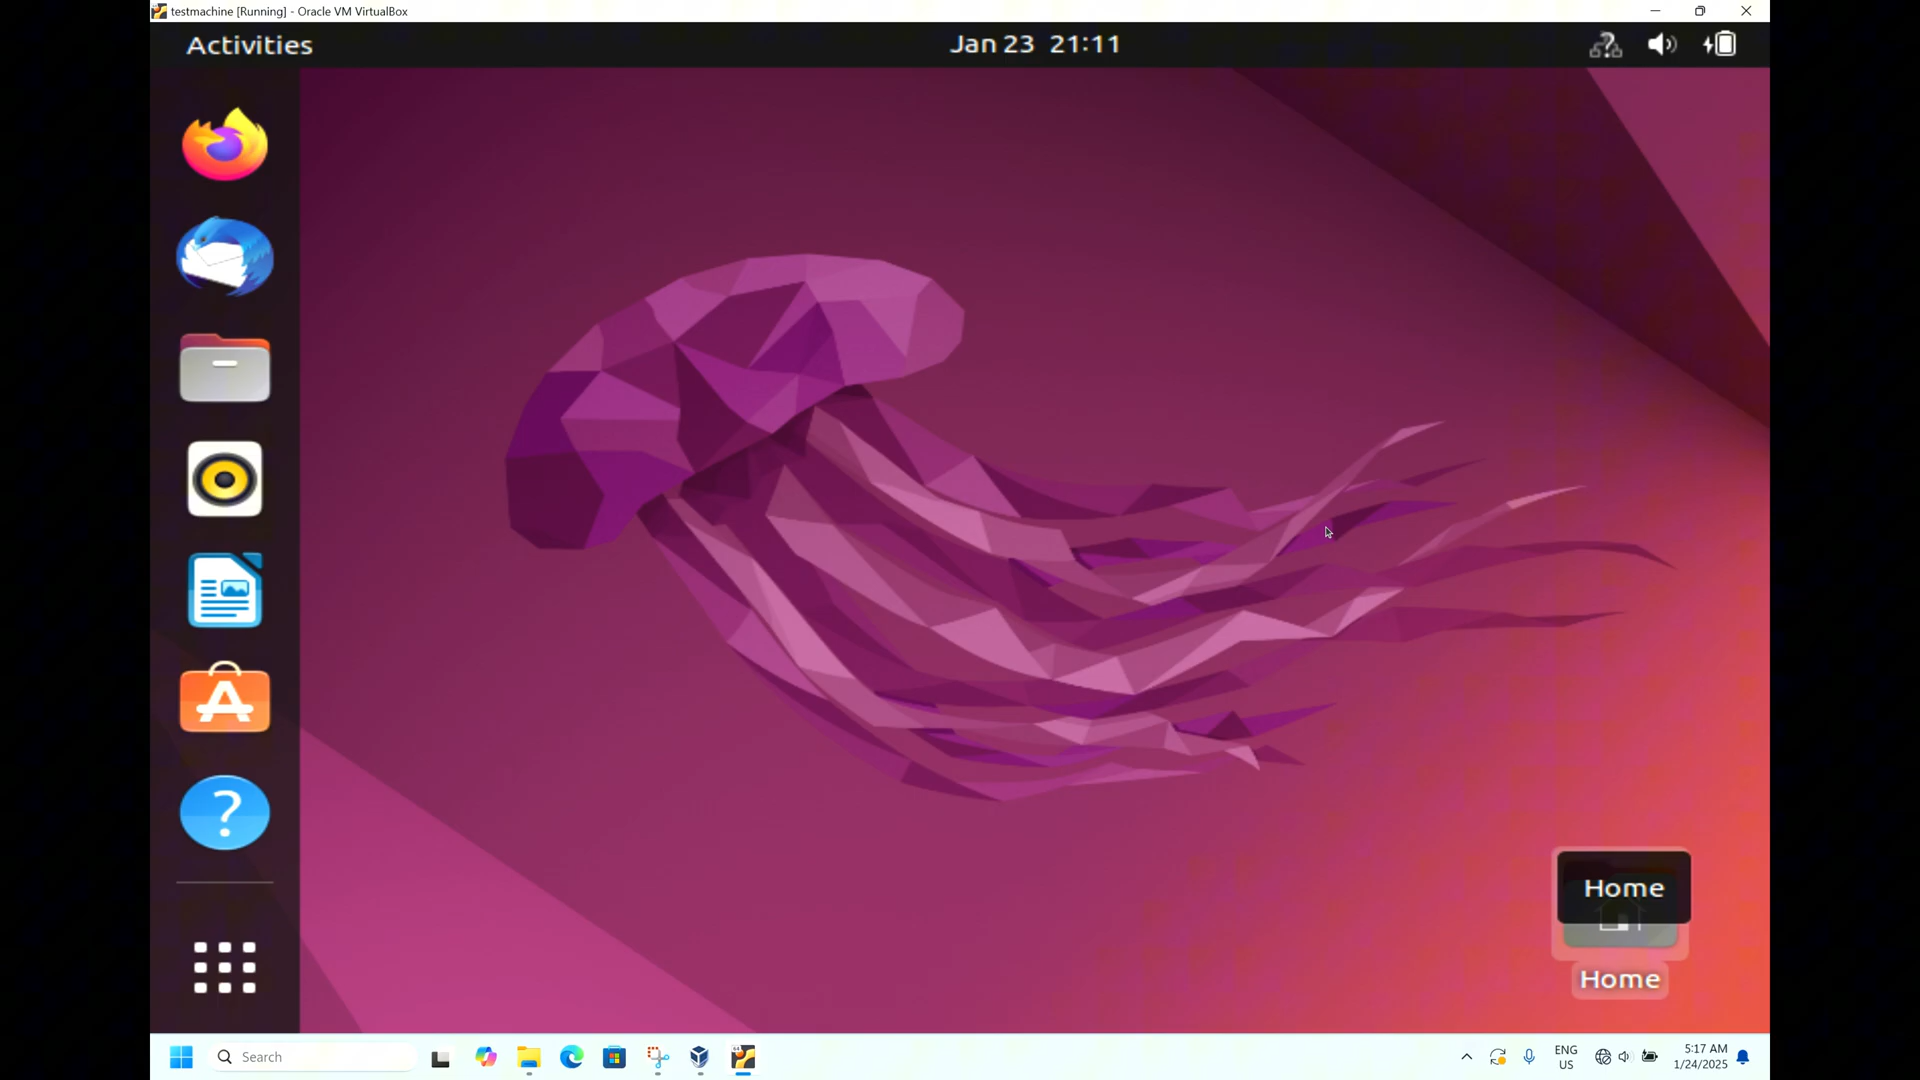 testmachine [Running] - Oracle VM VirtualBox
Activities
Jan 23 21:11
Home
Home
Search
ENG
US
5:17 AM
1/24/2025